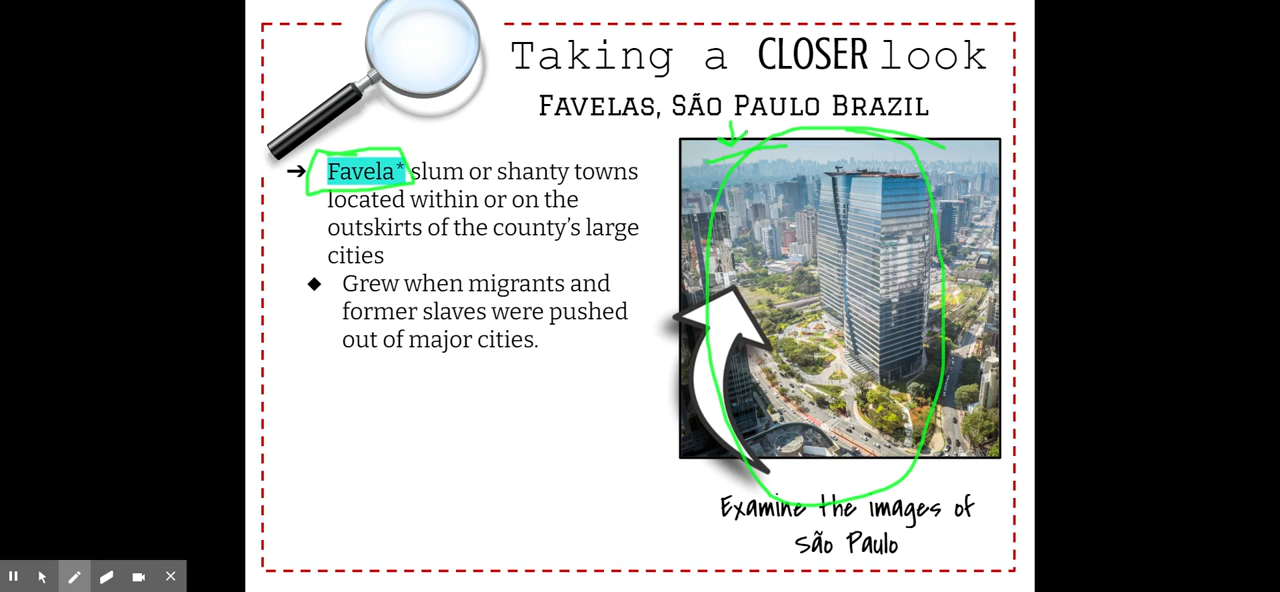 Taking a CLOSER look
FAVELAS, SÃO PAULO BRAZIL
➔ Favela* slum or shanty towns
located within or on the
outskirts of the county’s large
cities
◆ Grew when migrants and
former slaves were pushed
out of major cities.
Examine the images of
São Paulo